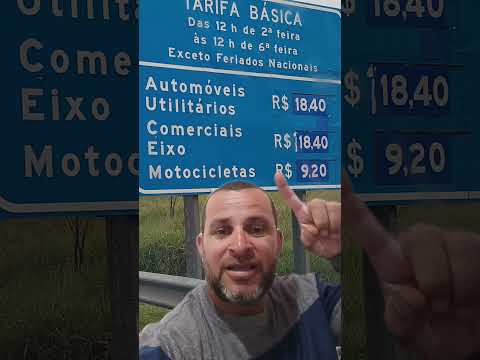 TARIFA BÁSICA
Das 12 h de 2ª feira
às 12 h de 6ª feira
Exceto Feriados Nacionais
Automóveis
Utilitários R$ 18,40
Comerciais
Eixo R$ 18,40
Motocicletas R$ 9,20
Come
Eixo
Motoc
18,40
18,40
9,20